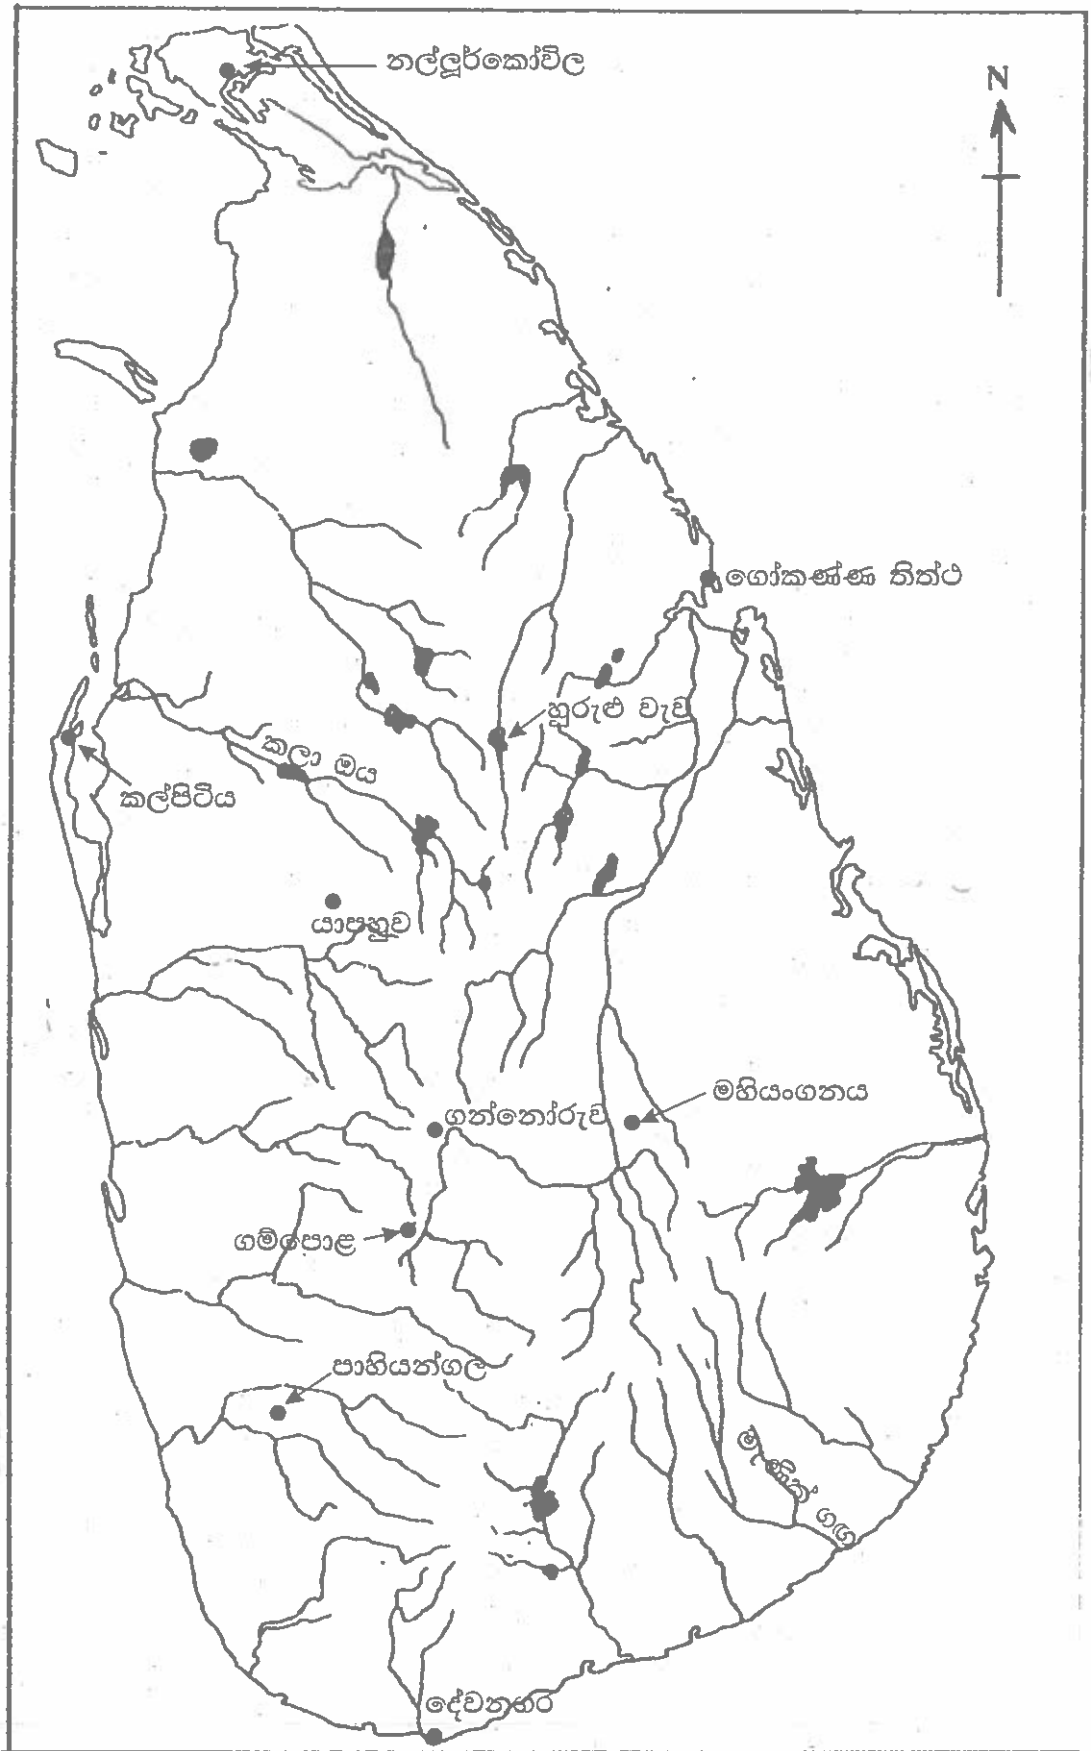 නල්ලූර්කෝවිල
N
ගෝකණ්ණ තිත්ථ
හුරුළු වැව
කලා ඔය
කල්පිටිය
යාපහුව
මහියංගනය
ගන්නෝරුව
ගම්පොළ
පාහියන්ගල
මැණික් ගඟ
දේවනගර